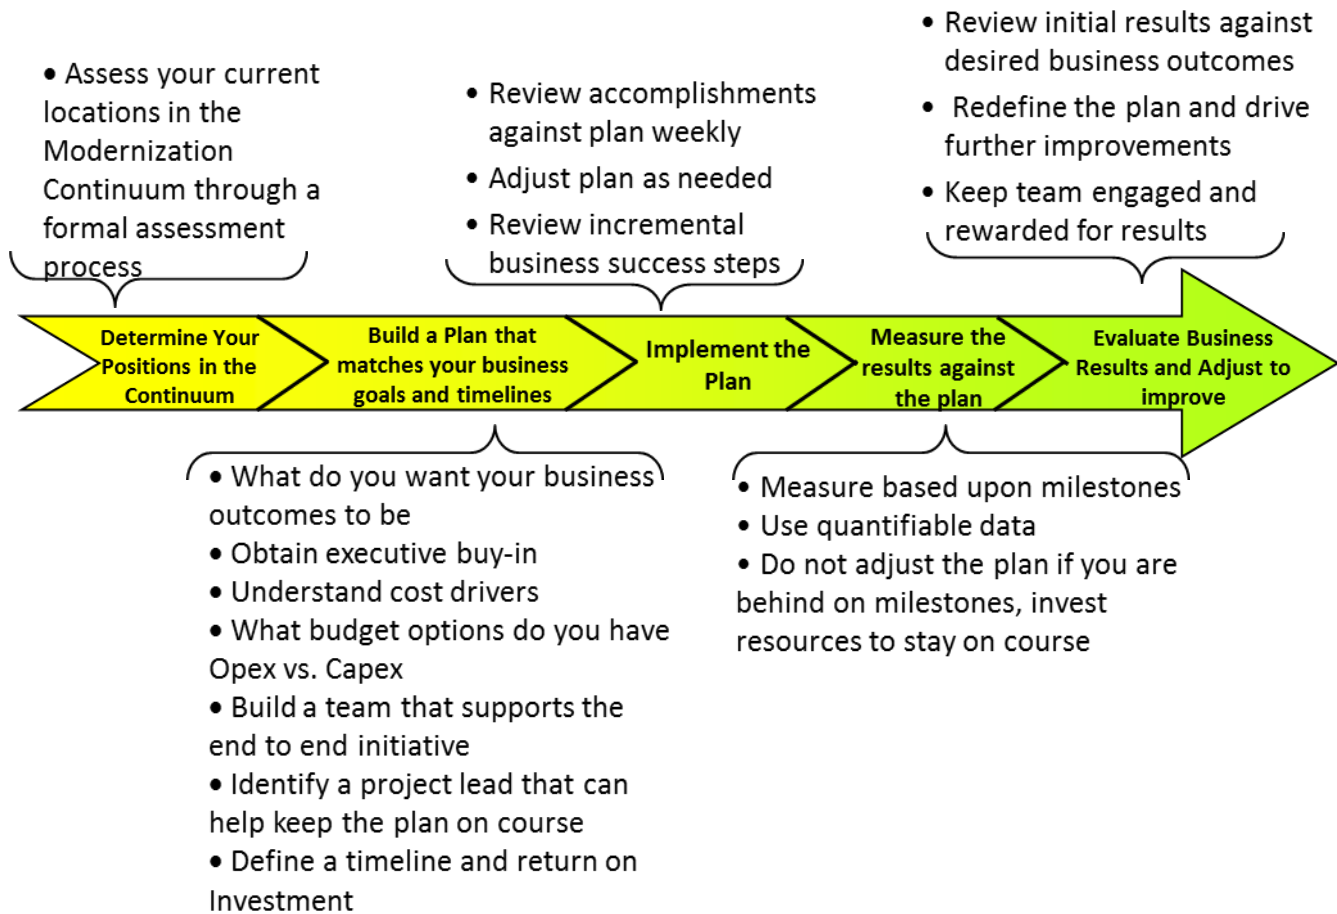 • Assess your current
locations in the
Modernization
Continuum through a
formal assessment
process
• Review accomplishments
against plan weekly
• Adjust plan as needed
• Review incremental
business success steps
• Review initial results against
desired business outcomes
• Redefine the plan and drive
further improvements
• Keep team engaged and
rewarded for results
Determine Your
Positions in the
Continuum
Build a Plan that
matches your business
goals and timelines
Implement the
Plan
Measure the
results against
the plan
Evaluate Business
Results and Adjust to
improve
• What do you want your business
outcomes to be
• Obtain executive buy-in
• Understand cost drivers
• What budget options do you have
Opex vs. Capex
• Build a team that supports the
end to end initiative
• Identify a project lead that can
help keep the plan on course
• Define a timeline and return on
Investment
• Measure based upon milestones
• Use quantifiable data
• Do not adjust the plan if you are
behind on milestones, invest
resources to stay on course